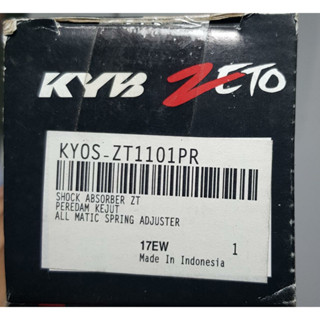 KYB ZETO
KYOS-ZT1101PR
SHOCK ABSORBER ZT
PEREDAM KEJUT
ALL MATIC SPRING ADJUSTER
17EW 1
Made In Indonesia